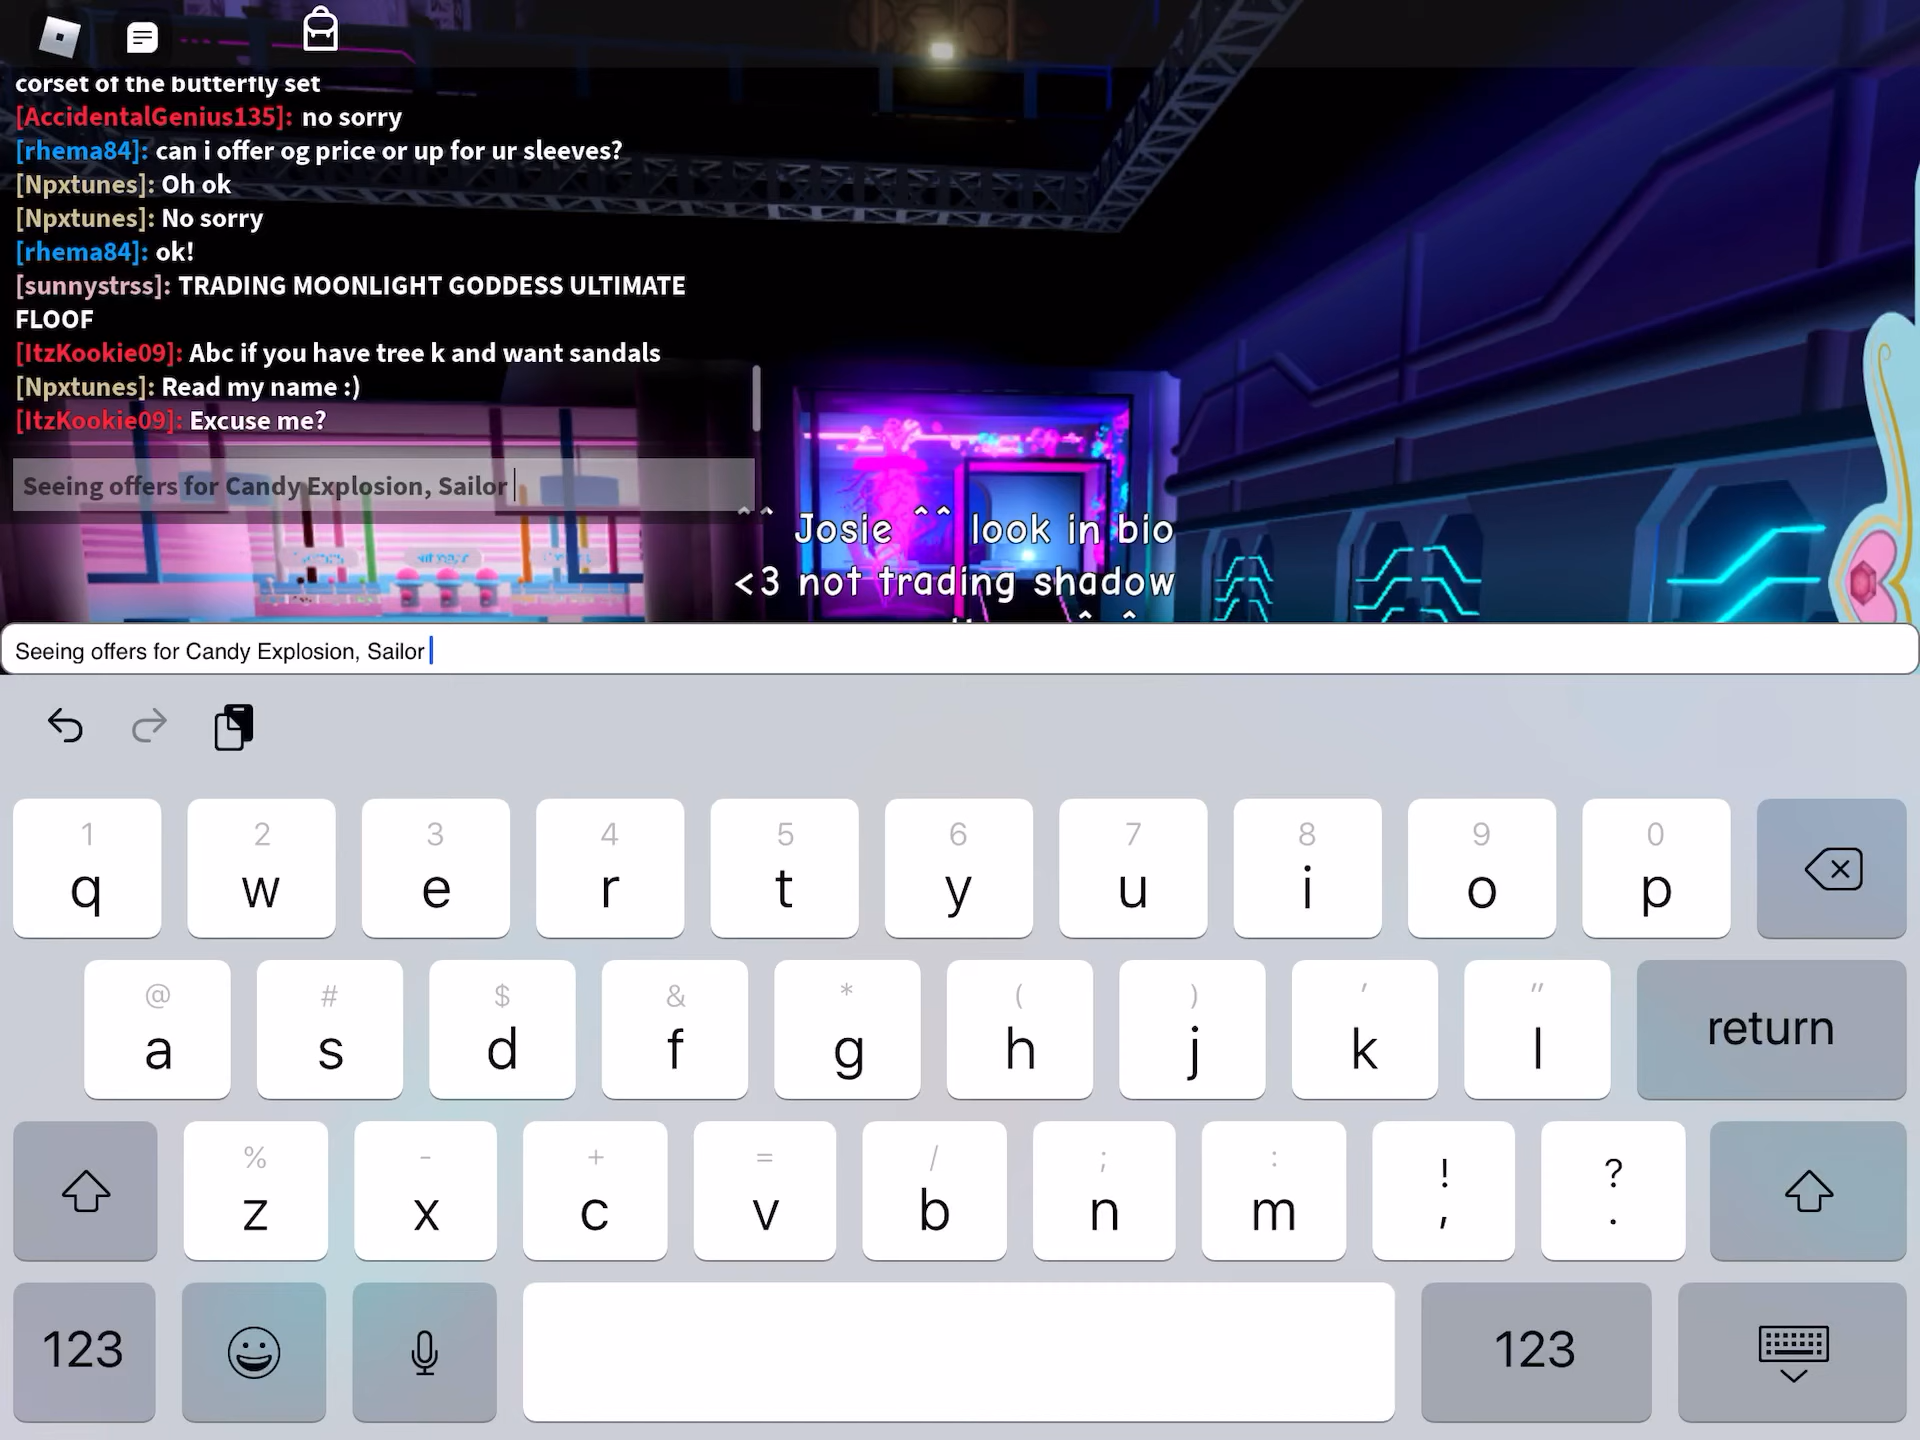 corset of the butterfly set
[AccidentalGenius135]: no sorry
[rhema84]: can i offer og price or up for ur sleeves?
[Npxtunes]: Oh ok
[Npxtunes]: No sorry
[rhema84]: ok!
[sunnystrss]: TRADING MOONLIGHT GODDESS ULTIMATE
FLOOF
[ItzKookie09]: Abc if you have tree k and want sandals
[Npxtunes]: Read my name :)
[ItzKookie09]: Excuse me?
Seeing offers for Candy Explosion, Sailor
^^ Josie ^^ look in bio
<3 not trading shadow
Seeing offers for Candy Explosion, Sailor
1 2 3 4 5 6 7 8 9 0
q w e r t y u i o p
@ # $ & * ( ) ' "
a s d f g h j k l return
% - + = / ; : ! ?
z x c v b n m , .
123 123